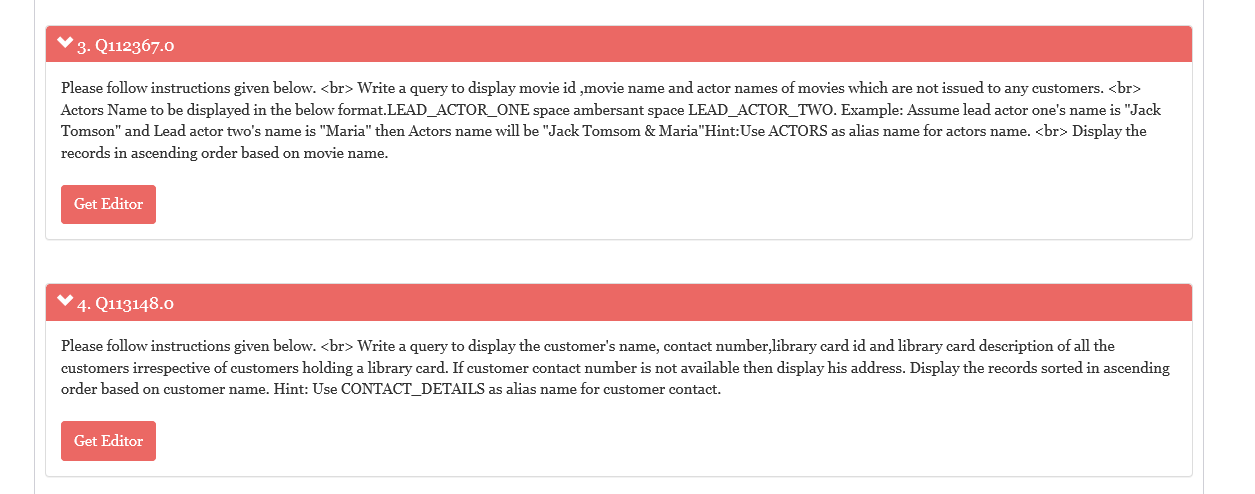 3. Q112367.0
Please follow instructions given below. <br> Write a query to display movie id ,movie name and actor names of movies which are not issued to any customers. <br>
Actors Name to be displayed in the below format.LEAD_ACTOR_ONE space ambersant space LEAD_ACTOR_TWO. Example: Assume lead actor one's name is "Jack
Tomson" and Lead actor two's name is "Maria" then Actors name will be "Jack Tomsom & Maria"Hint:Use ACTORS as alias name for actors name. <br> Display the
records in ascending order based on movie name.
Get Editor
4. Q113148.0
Please follow instructions given below. <br> Write a query to display the customer's name, contact number,library card id and library card description of all the
customers irrespective of customers holding a library card. If customer contact number is not available then display his address. Display the records sorted in ascending
order based on customer name. Hint: Use CONTACT_DETAILS as alias name for customer contact.
Get Editor